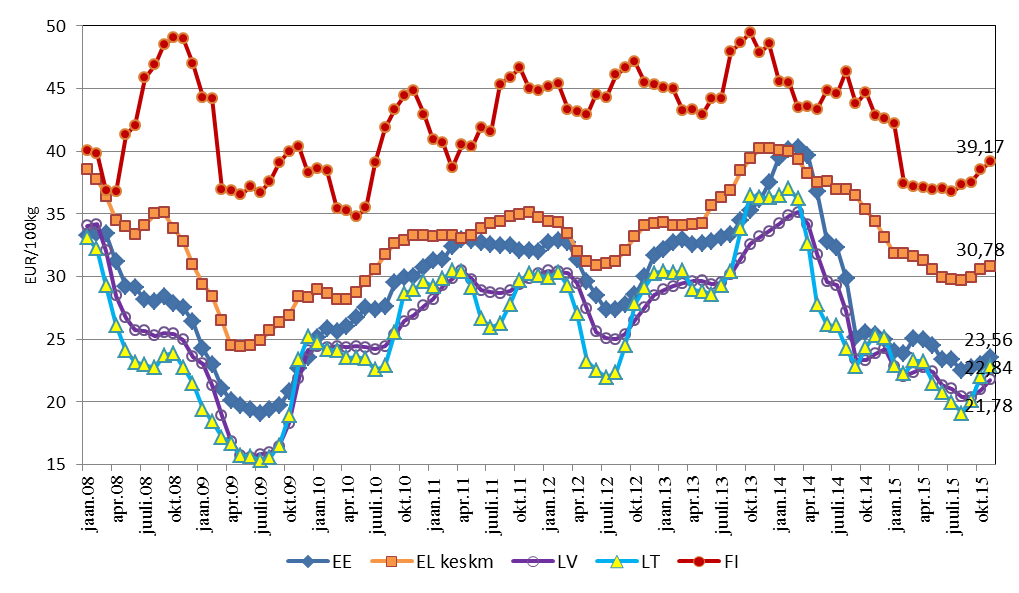 50
45
40
35
30
25
20
15
EUR/100kg
39,17
30,78
23,56
22,84
21,78
jaan.08
apr.08
juuli.08
okt.08
jaan.09
apr.09
juuli.09
okt.09
jaan.10
apr.10
juuli.10
okt.10
jaan.11
apr.11
juuli.11
okt.11
jaan.12
apr.12
juuli.12
okt.12
jaan.13
apr.13
juuli.13
okt.13
jaan.14
apr.14
juuli.14
okt.14
jaan.15
apr.15
juuli.15
okt.15
EE EL keskm LV LT FI